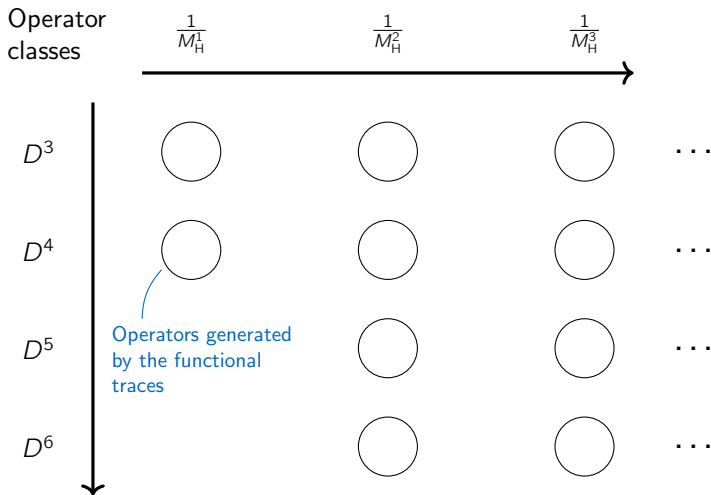 Operator
classes
1/M_H^1 1/M_H^2 1/M_H^3
D^3 ···
D^4 ···
Operators generated
by the functional
traces
D^5 ···
D^6 ···